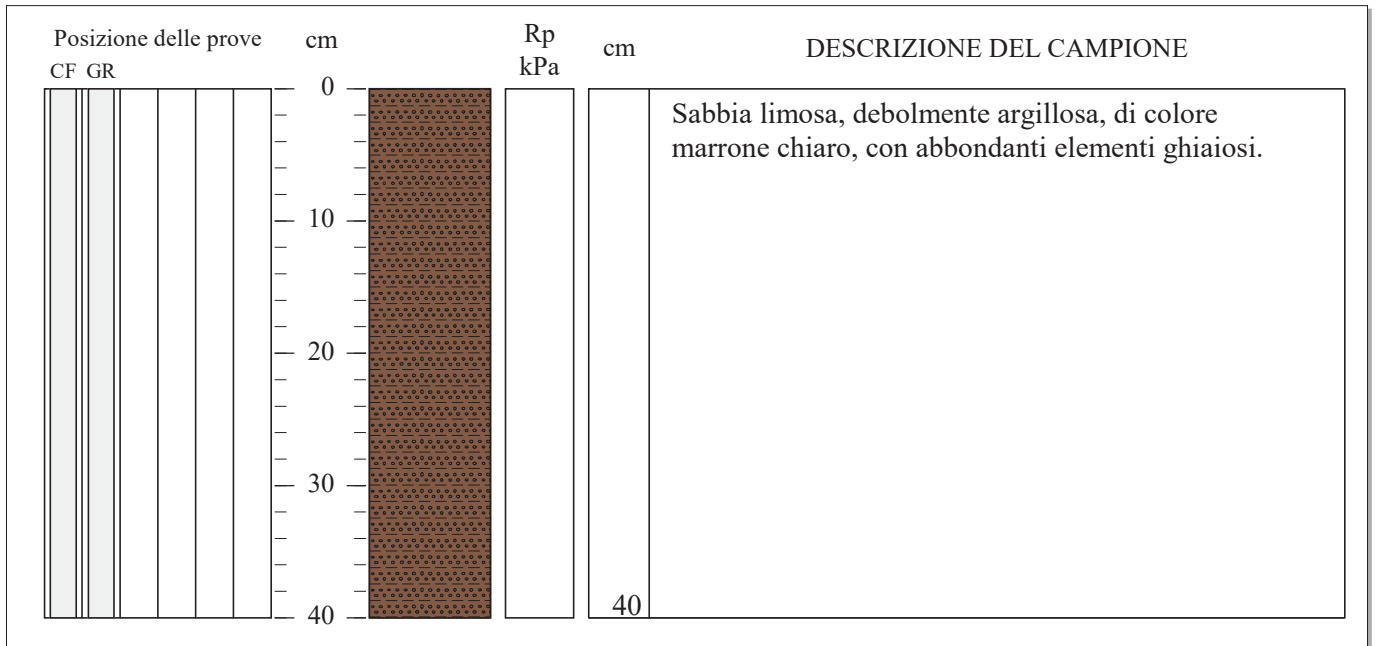 Posizione delle prove
CF GR
cm
Rp
kPa
cm
DESCRIZIONE DEL CAMPIONE
0
10
20
30
40
40
Sabbia limosa, debolmente argillosa, di colore
marrone chiaro, con abbondanti elementi ghiaiosi.